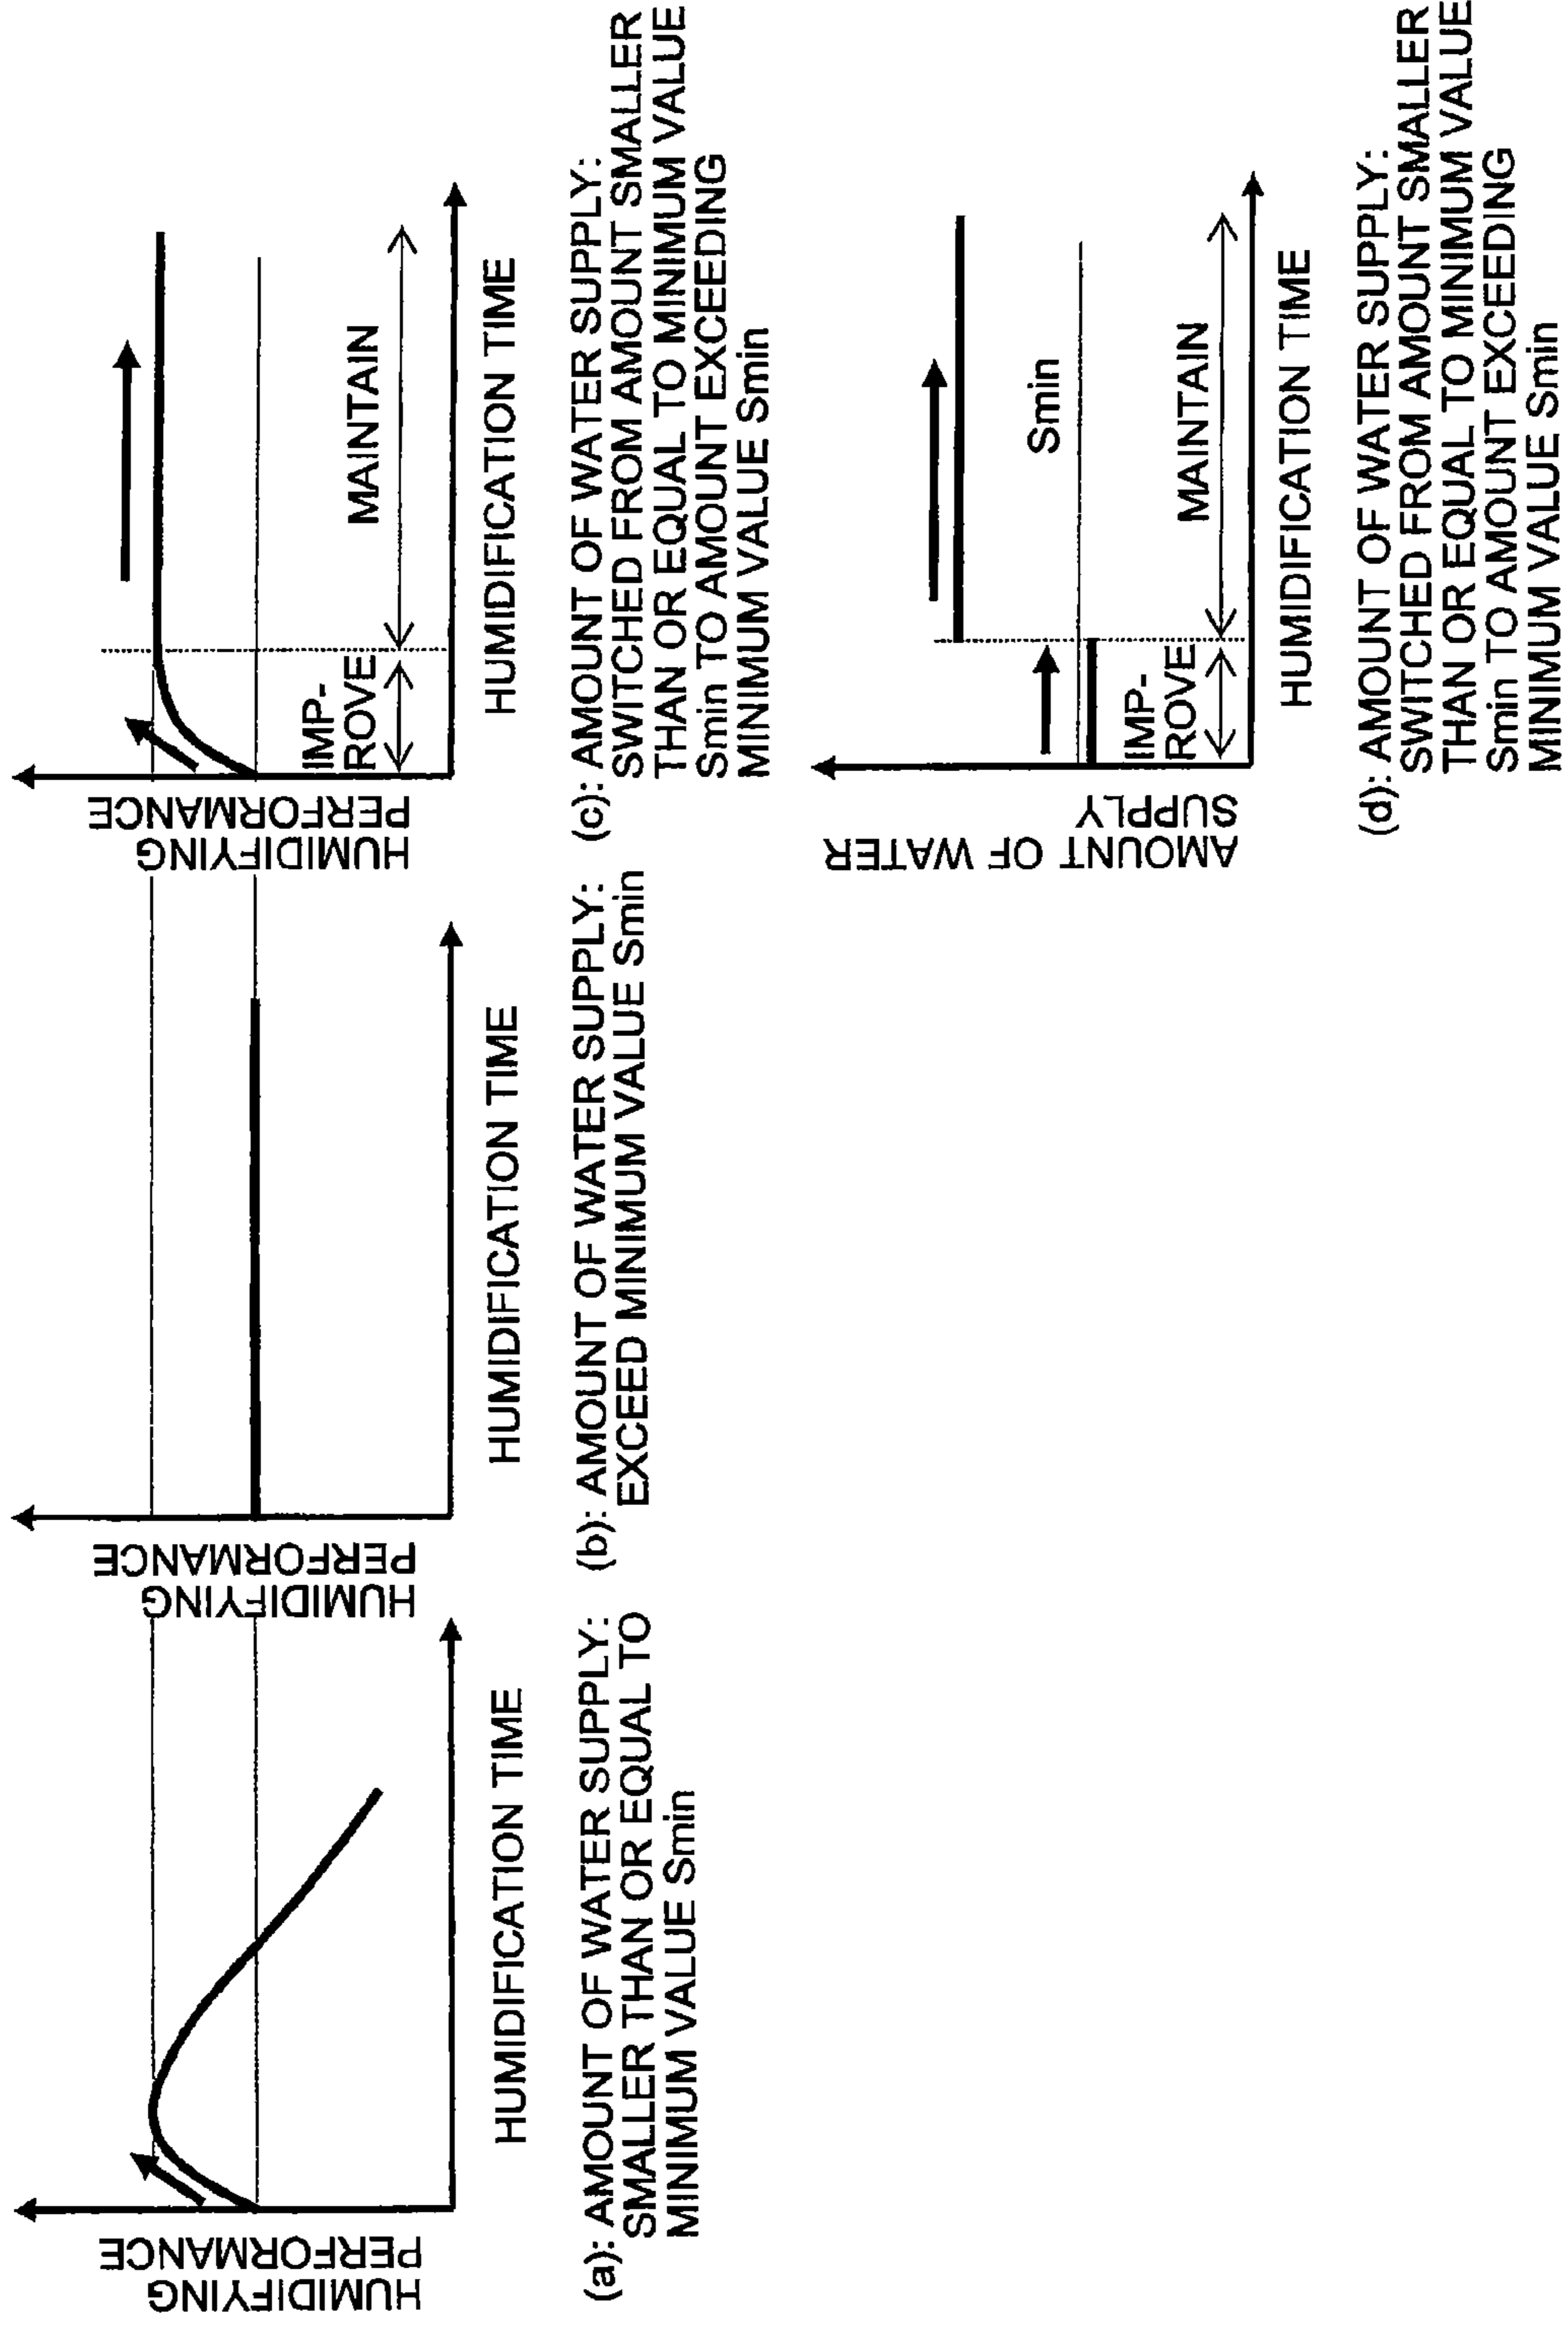 HUMIDIFYING
PERFORMANCE
HUMIDIFICATION TIME
(a): AMOUNT OF WATER SUPPLY:
SMALLER THAN OR EQUAL TO
MINIMUM VALUE Smin
HUMIDIFYING
PERFORMANCE
HUMIDIFICATION TIME
(b): AMOUNT OF WATER SUPPLY:
EXCEED MINIMUM VALUE Smin
HUMIDIFYING
PERFORMANCE
IMP-
ROVE
MAINTAIN
HUMIDIFICATION TIME
(c): AMOUNT OF WATER SUPPLY:
SWITCHED FROM AMOUNT SMALLER
THAN OR EQUAL TO MINIMUM VALUE
Smin TO AMOUNT EXCEEDING
MINIMUM VALUE Smin
AMOUNT OF WATER
SUPPLY
Smin
IMP-
ROVE
MAINTAIN
HUMIDIFICATION TIME
(d): AMOUNT OF WATER SUPPLY:
SWITCHED FROM AMOUNT SMALLER
THAN OR EQUAL TO MINIMUM VALUE
Smin TO AMOUNT EXCEEDING
MINIMUM VALUE Smin